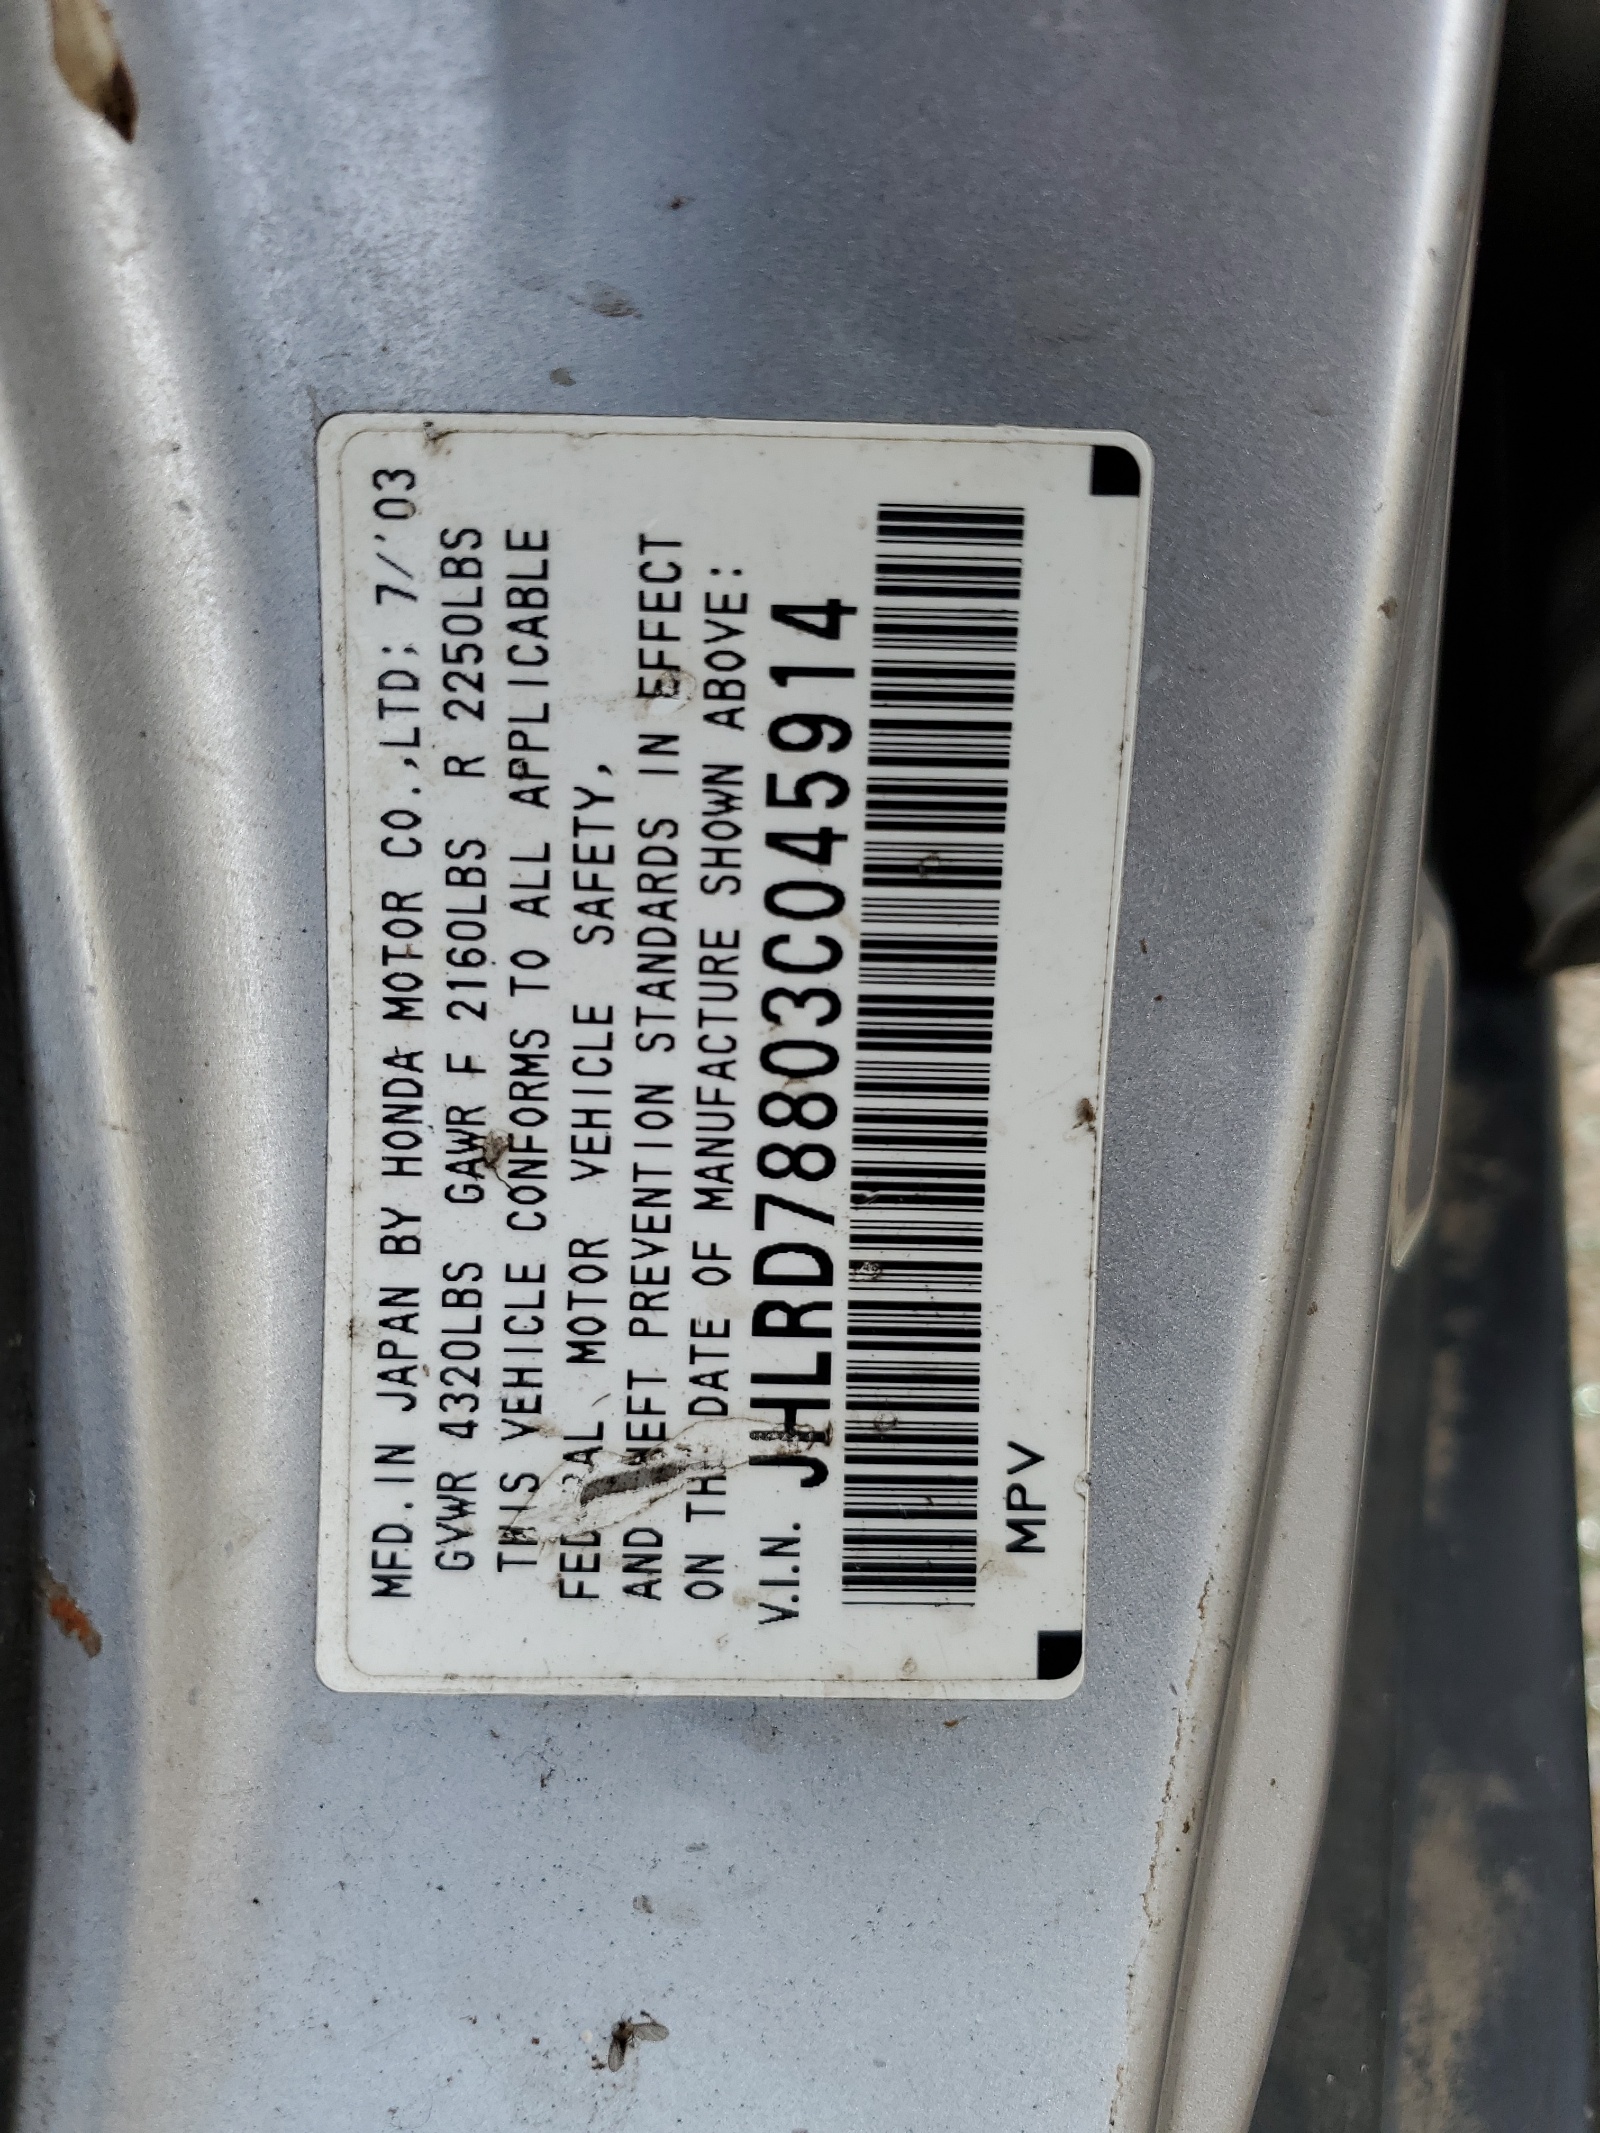 MFD. IN JAPAN BY HONDA MOTOR CO.,LTD; 7/'03
GVWR 4320LBS GAWR F 2160LBS R 2250LBS
THIS VEHICLE CONFORMS TO ALL APPLICABLE
FEDERAL MOTOR VEHICLE SAFETY,
AND THEFT PREVENTION STANDARDS IN EFFECT
ON THE DATE OF MANUFACTURE SHOWN ABOVE:
V.I.N. JHLRD78803C045914
MPV